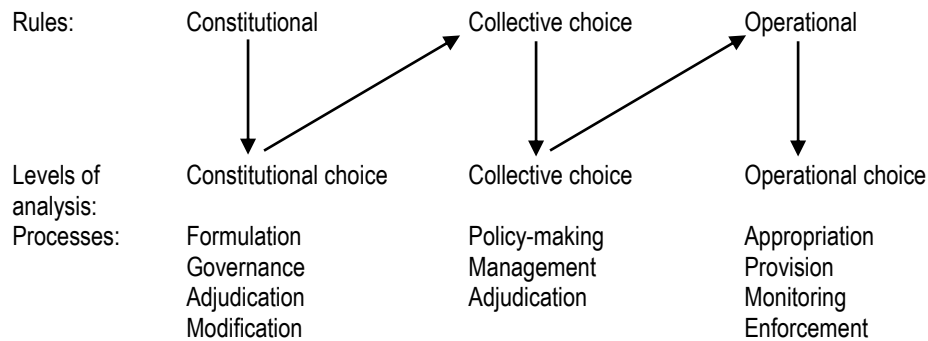 Rules: Constitutional Collective choice Operational
Levels of analysis: Constitutional choice Collective choice Operational choice
Processes: Formulation Policy-making Appropriation
Governance Management Provision
Adjudication Adjudication Monitoring
Modification Enforcement